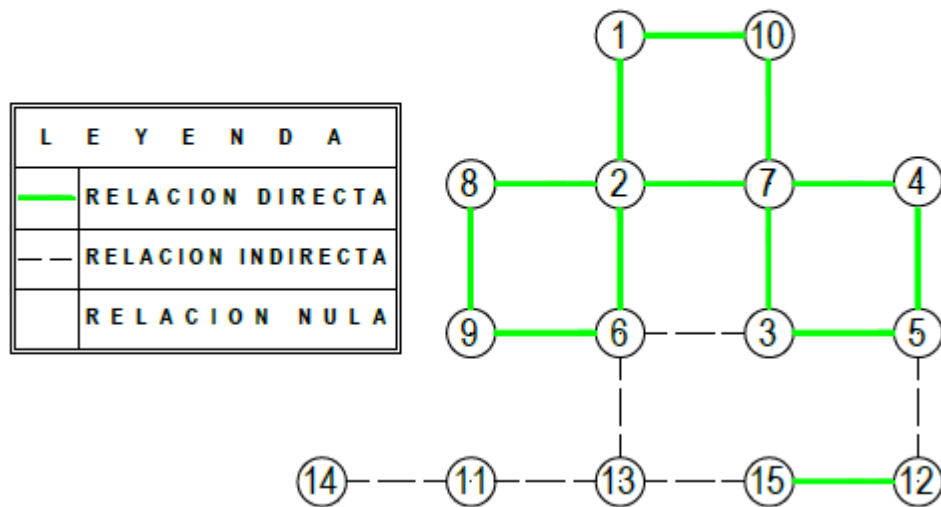 1 10
L E Y E N D A
RELACION DIRECTA
RELACION INDIRECTA
RELACION NULA
8 2 7 4
9 6 3 5
14 11 13 15 12